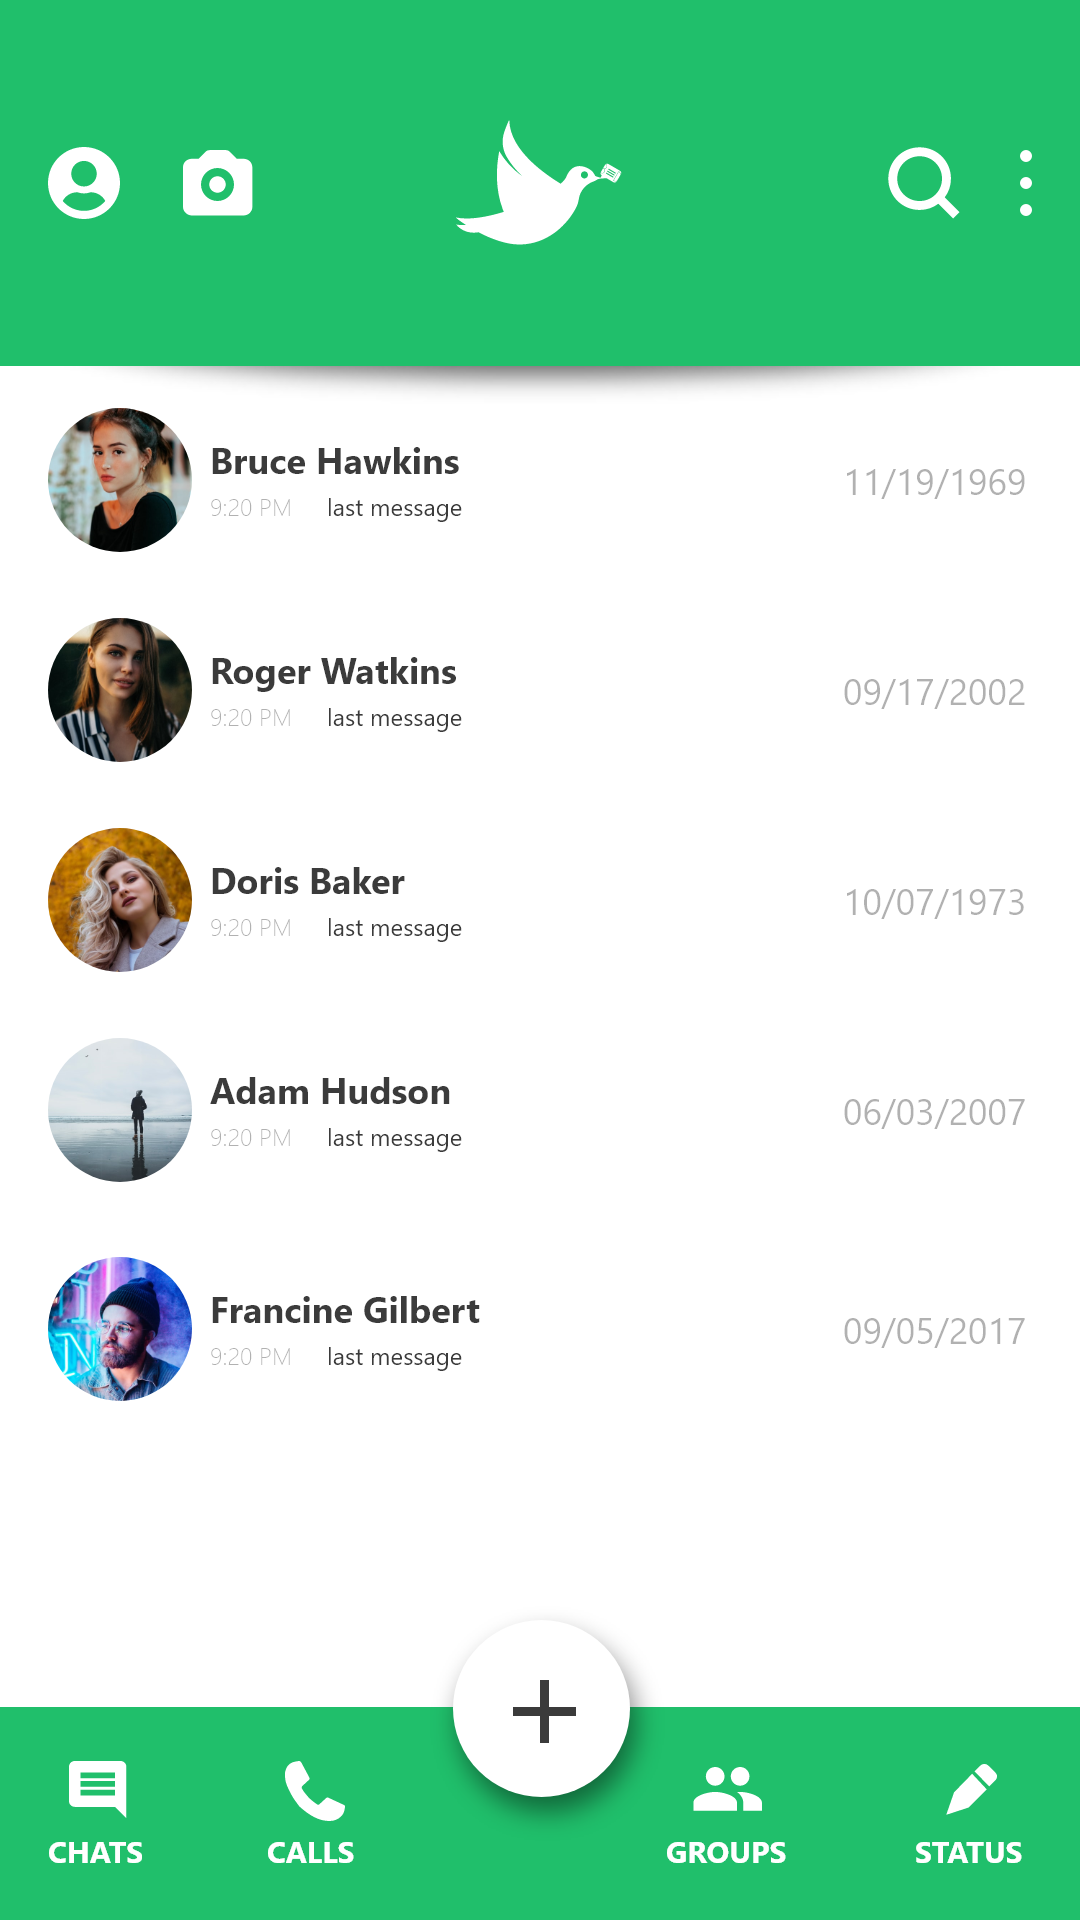 Bruce Hawkins
9:20 PM last message
11/19/1969
Roger Watkins
9:20 PM last message
09/17/2002
Doris Baker
9:20 PM last message
10/07/1973
Adam Hudson
9:20 PM last message
06/03/2007
Francine Gilbert
9:20 PM last message
09/05/2017
CHATS
CALLS
GROUPS
STATUS